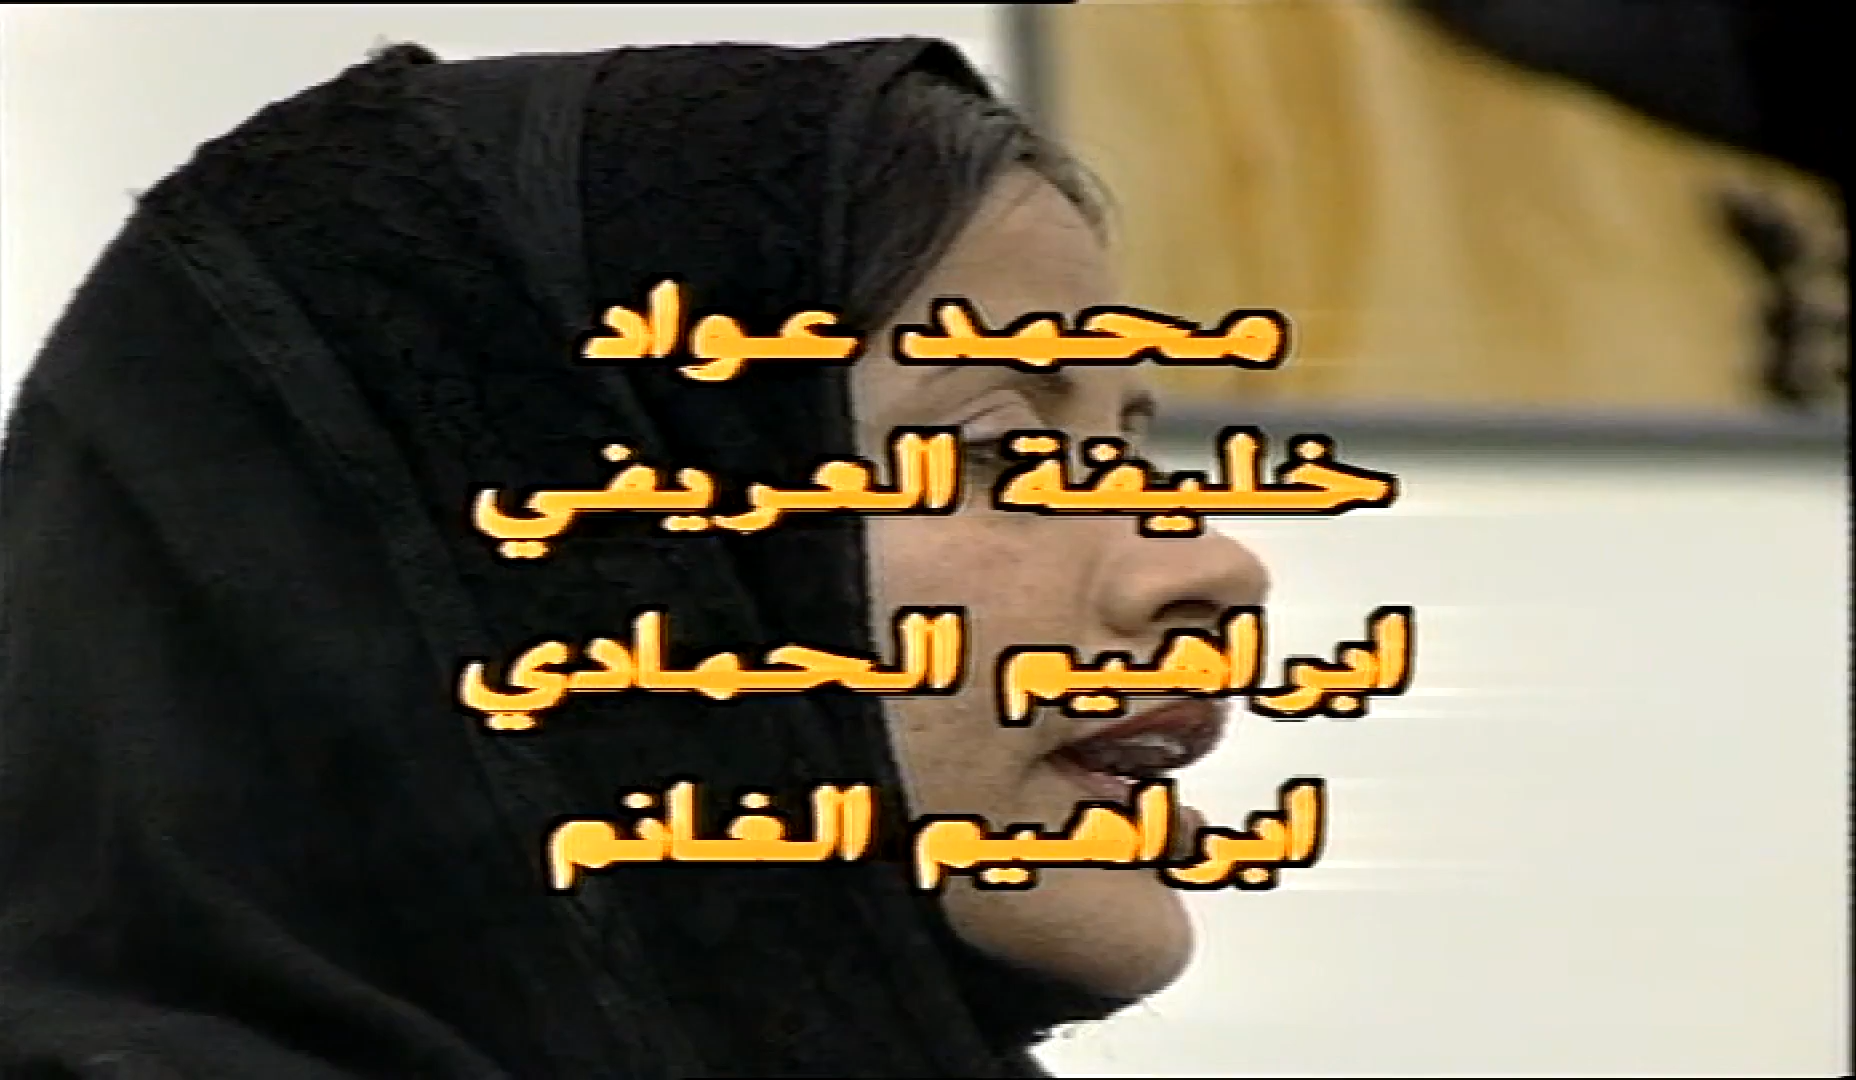 محمد عواد
خليفة العريفي
ابراهيم الحمادي
ابراهيم الغانم